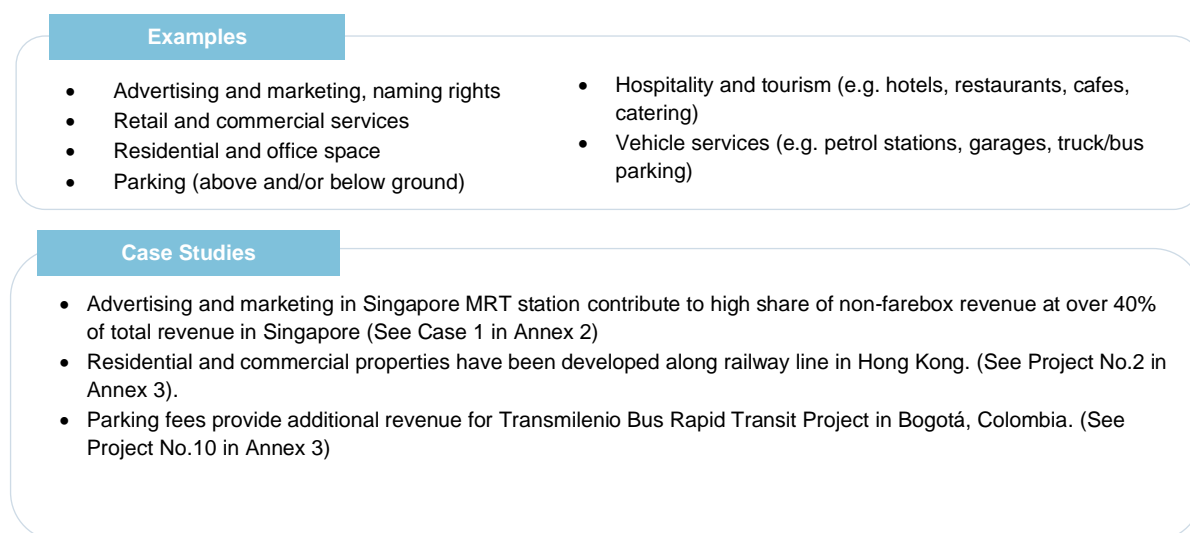 Examples
• Advertising and marketing, naming rights
• Retail and commercial services
• Residential and office space
• Parking (above and/or below ground)
• Hospitality and tourism (e.g. hotels, restaurants, cafes,
catering)
• Vehicle services (e.g. petrol stations, garages, truck/bus
parking)
Case Studies
• Advertising and marketing in Singapore MRT station contribute to high share of non-farebox revenue at over 40%
of total revenue in Singapore (See Case 1 in Annex 2)
• Residential and commercial properties have been developed along railway line in Hong Kong. (See Project No.2 in
Annex 3).
• Parking fees provide additional revenue for Transmilenio Bus Rapid Transit Project in Bogotá, Colombia. (See
Project No.10 in Annex 3)